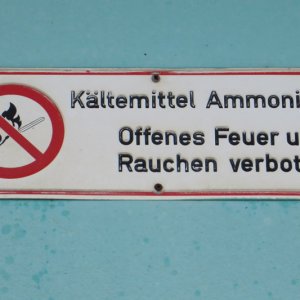 Kältemittel Ammoni
Offenes Feuer u
Rauchen verbot